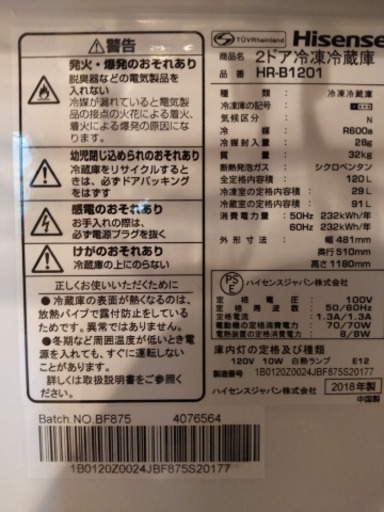 ⚠警告
発火・爆発のおそれあり
脱臭器などの電気製品を
入れない
冷媒が漏れていると電気製
品の接点の火花による着火、
着火による爆発の原因に
なります。
幼児閉じ込められのおそれあり
冷蔵庫をリサイクルすると
きは、必ずドアパッキング
をはずす
感電のおそれあり
お手入れの際は、
必ず電源プラグを抜く
けがのおそれあり
冷蔵庫の上にのらない
正しくお使いいただくために
●冷蔵庫の表面が熱くなるのは、
放熱パイプで露付防止をしている
ためです。異常ではありません。
●冬期など周囲温度が低いとき電
源を入れても、すぐに運転しない
ことがあります。
詳しくは取扱説明書をご覧ください。
TÜVRheinland
Hisense
商品名 2ドア冷凍冷蔵庫
品番 HR-B1201
種類 : 冷凍冷蔵庫
冷凍庫の記号 :
気候区分 : N
冷媒 : R600a
冷媒封入量 : 28g
質量 : 32kg
断熱発泡ガス : シクロペンタン
全定格内容積 : 120L
冷凍室の定格内容積 : 29L
冷蔵室の定格内容積 : 91L
消費電力量 : 50Hz 232kWh/年
60Hz 232kWh/年
外形寸法 : 幅 481mm
奥行 510mm
高さ 1180mm
PSE
ハイセンスジャパン株式会社
定格電圧 : 100V
定格周波数 : 50/60Hz
定格電流 : 1.3A/1.3A
電動機の定格消費電力 : 70/70W
電熱装置の定格消費電力 : 8/8W
庫内灯の定格及び種類
120V 10W 白熱ランプ E12
製造番号 : 1B0120Z0024JBF875S20177
ハイセンスジャパン株式会社
2018年製
中国製
Batch NO.BF875 4076564
1B0120Z0024JBF875S20177